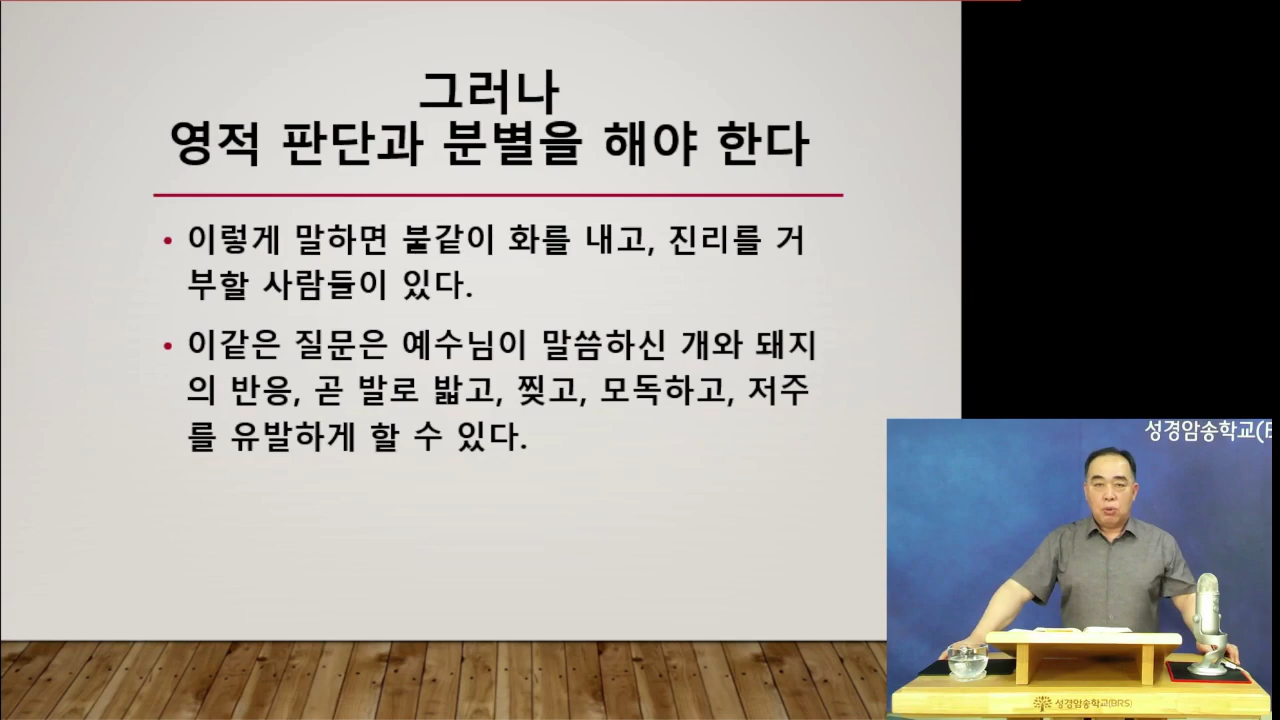 그러나
영적 판단과 분별을 해야 한다
• 이렇게 말하면 불같이 화를 내고, 진리를 거
부할 사람들이 있다.
• 이같은 질문은 예수님이 말씀하신 개와 돼지
의 반응, 곧 발로 밟고, 찢고, 모독하고, 저주
를 유발하게 할 수 있다.
성경암송학교(B
성경암송학교(BRS)